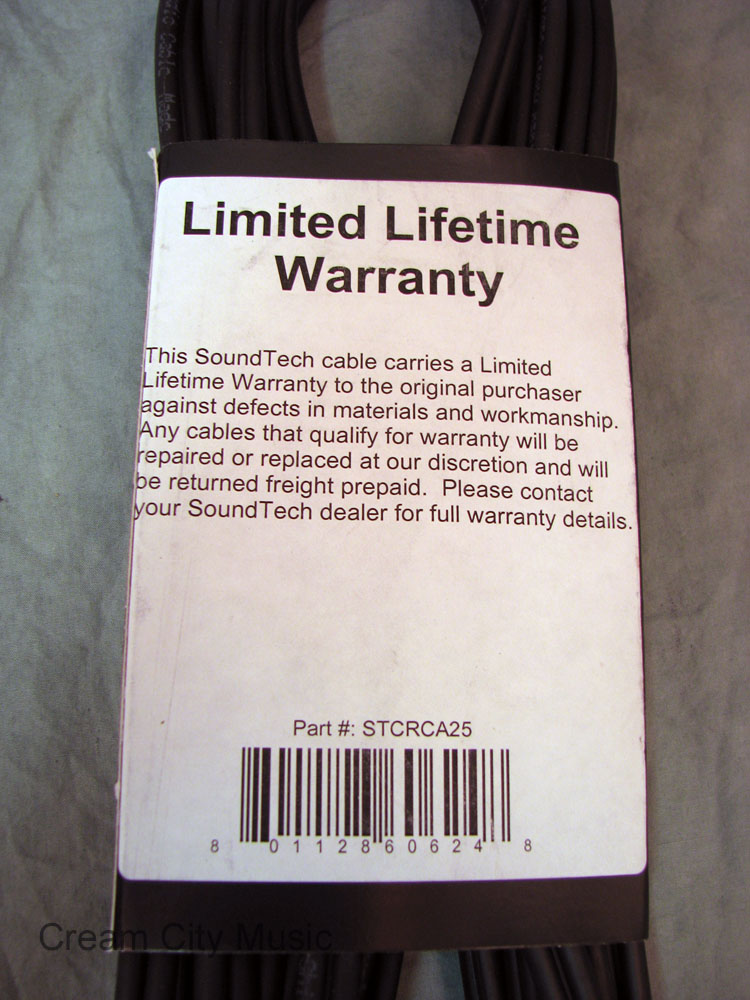 Cable Made
Limited Lifetime
Warranty
This SoundTech cable carries a Limited
Lifetime Warranty to the original purchaser
against defects in materials and workmanship.
Any cables that qualify for warranty will be
repaired or replaced at our discretion and will
be returned freight prepaid.  Please contact
your SoundTech dealer for full warranty details.
Part #: STCRCA25
8 01128 60624 8
Cream City Music